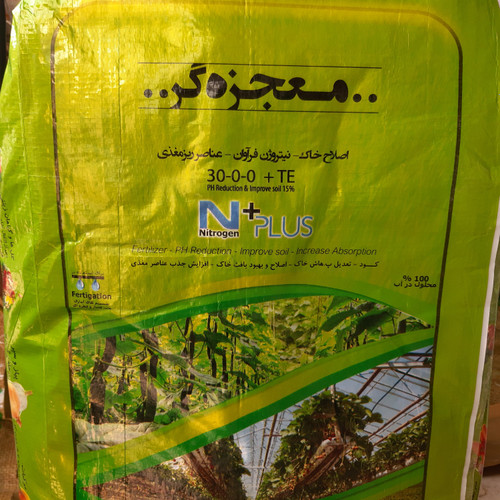 ..معجزه‌گر..
اصلاح خاک - نیتروژن فرآوان - عناصر ریزمغذی
30-0-0 +TE
PH Reduction & Improve soil 15%
N+PLUS
Nitrogen
Fertilizer - PH Reduction - Improve soil - Increase Absorption
کــود - تعدیل پ‌هاش خاک - اصلاح و بهبود بافت خاک - افزایش جذب عناصر مغذی
% 100
محلول در آب
Fertigation